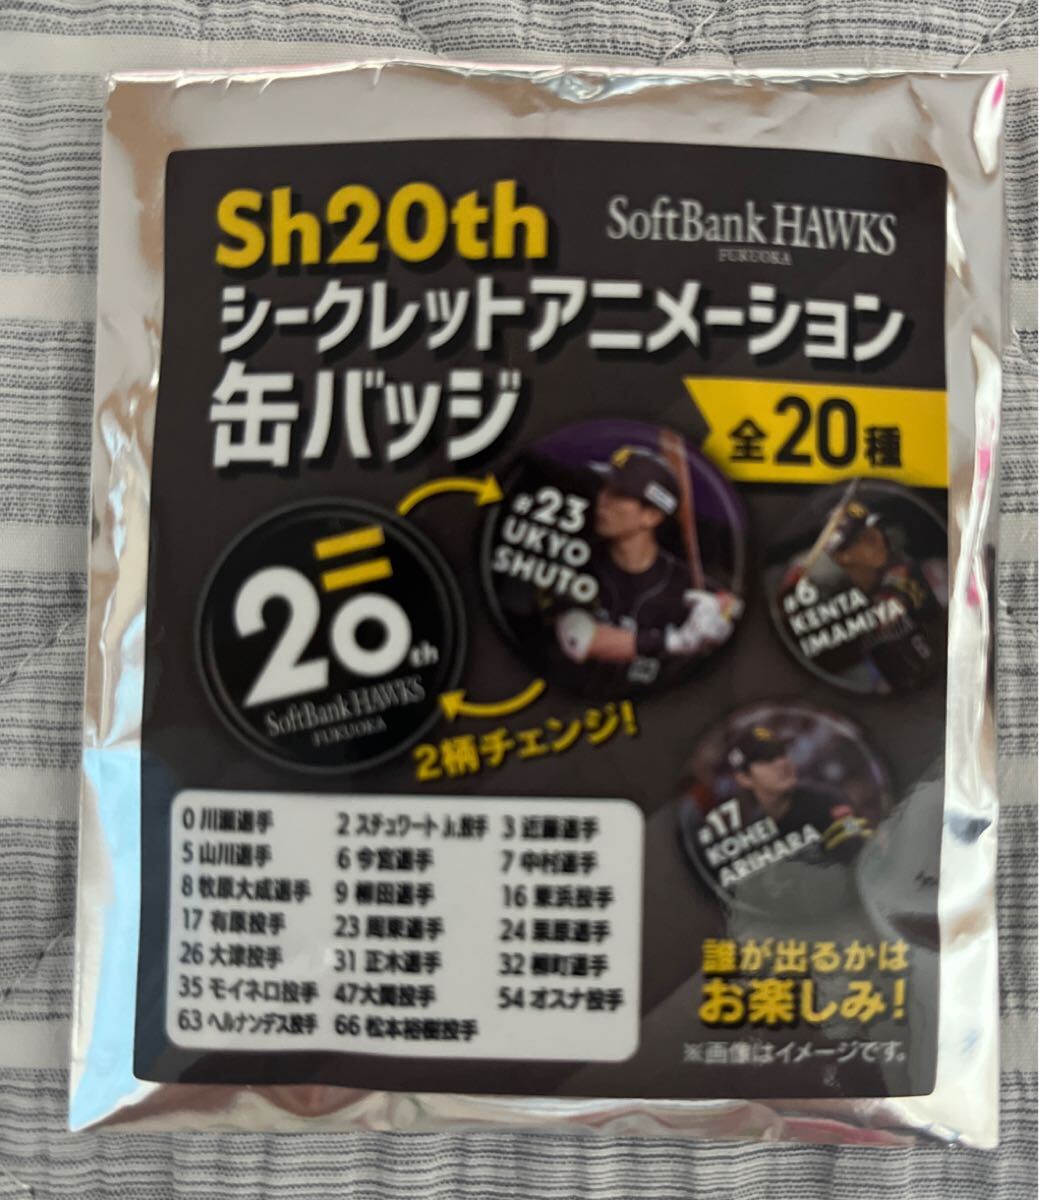 Sh20th
SoftBank HAWKS
FUKUOKA
シークレットアニメーション
缶バッジ
全20種
#23
UKYO
SHUTO
#6
KENTA
IMAMIYA
20th
SoftBank HAWKS
FUKUOKA
2柄チェンジ!
#17
KOHEI
ARIHARA
0 川瀬選手 2 スチュワートJr.投手 3 近藤選手
5 山川選手 6 今宮選手 7 中村選手
8 牧原大成選手 9 柳田選手 16 東浜投手
17 有原投手 23 周東選手 24 栗原選手
26 大津投手 31 正木選手 32 柳町選手
35 モイネロ投手 47大関投手 54 オスナ投手
63 ヘルナンデス投手 66 松本裕樹投手
誰が出るかは
お楽しみ!
※画像はイメージです。